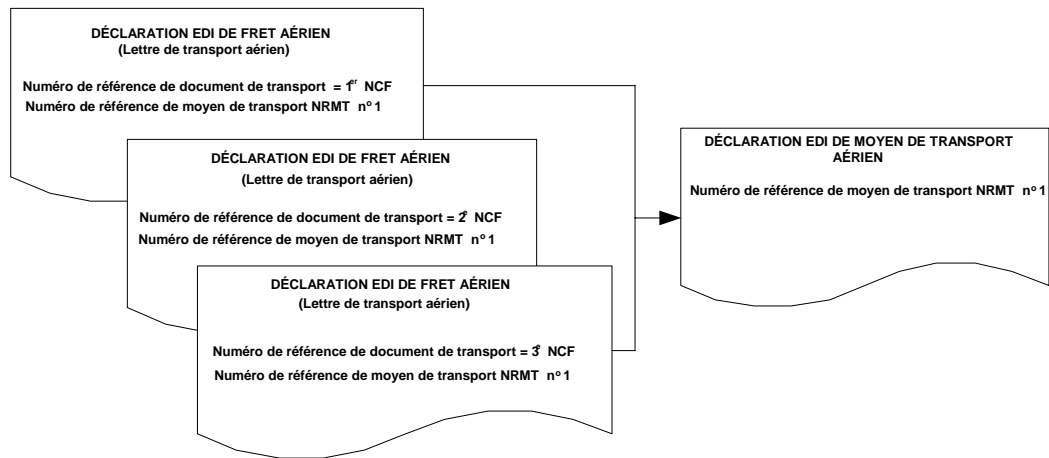 DÉCLARATION EDI DE FRET AÉRIEN
(Lettre de transport aérien)
Numéro de référence de document de transport = 1er NCF
Numéro de référence de moyen de transport NRMT nº 1
DÉCLARATION EDI DE FRET AÉRIEN
(Lettre de transport aérien)
Numéro de référence de document de transport = 2e NCF
Numéro de référence de moyen de transport NRMT nº 1
DÉCLARATION EDI DE FRET AÉRIEN
(Lettre de transport aérien)
Numéro de référence de document de transport = 3e NCF
Numéro de référence de moyen de transport NRMT nº 1
DÉCLARATION EDI DE MOYEN DE TRANSPORT
AÉRIEN
Numéro de référence de moyen de transport NRMT nº 1